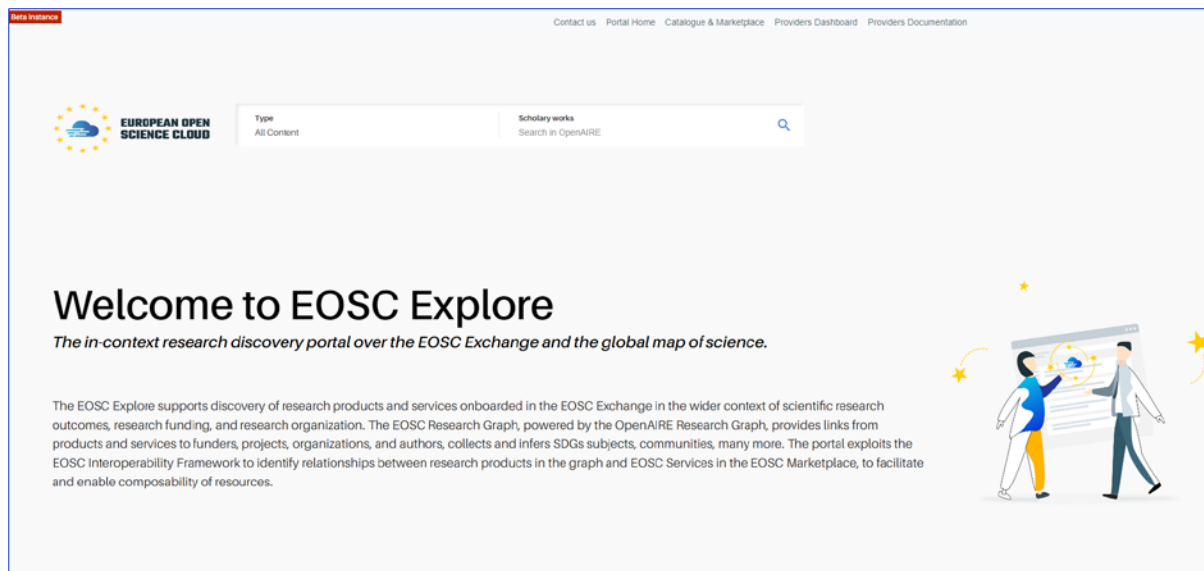 Beta Instance
Contact us Portal Home Catalogue & Marketplace Providers Dashboard Providers Documentation
EUROPEAN OPEN
SCIENCE CLOUD
Type
All Content
Scholary works
Search in OpenAIRE
Welcome to EOSC Explore
The in-context research discovery portal over the EOSC Exchange and the global map of science.
The EOSC Explore supports discovery of research products and services onboarded in the EOSC Exchange in the wider context of scientific research
outcomes, research funding, and research organization. The EOSC Research Graph, powered by the OpenAIRE Research Graph, provides links from
products and services to funders, projects, organizations, and authors, collects and infers SDGs subjects, communities, many more. The portal exploits the
EOSC Interoperability Framework to identify relationships between research products in the graph and EOSC Services in the EOSC Marketplace, to facilitate
and enable composability of resources.